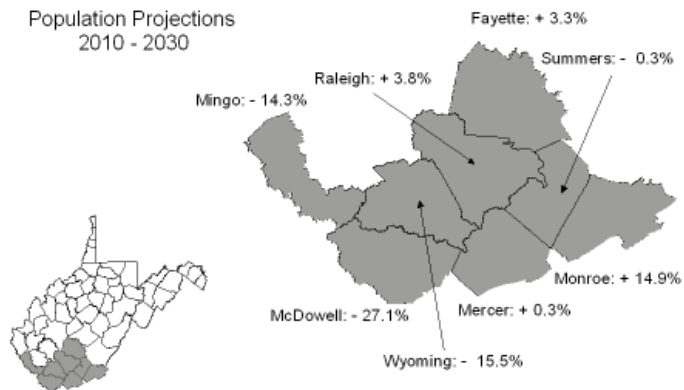 Population Projections
2010 - 2030
Fayette: + 3.3%
Summers: - 0.3%
Raleigh: + 3.8%
Mingo: - 14.3%
Monroe: + 14.9%
Mercer: + 0.3%
McDowell: - 27.1%
Wyoming: - 15.5%